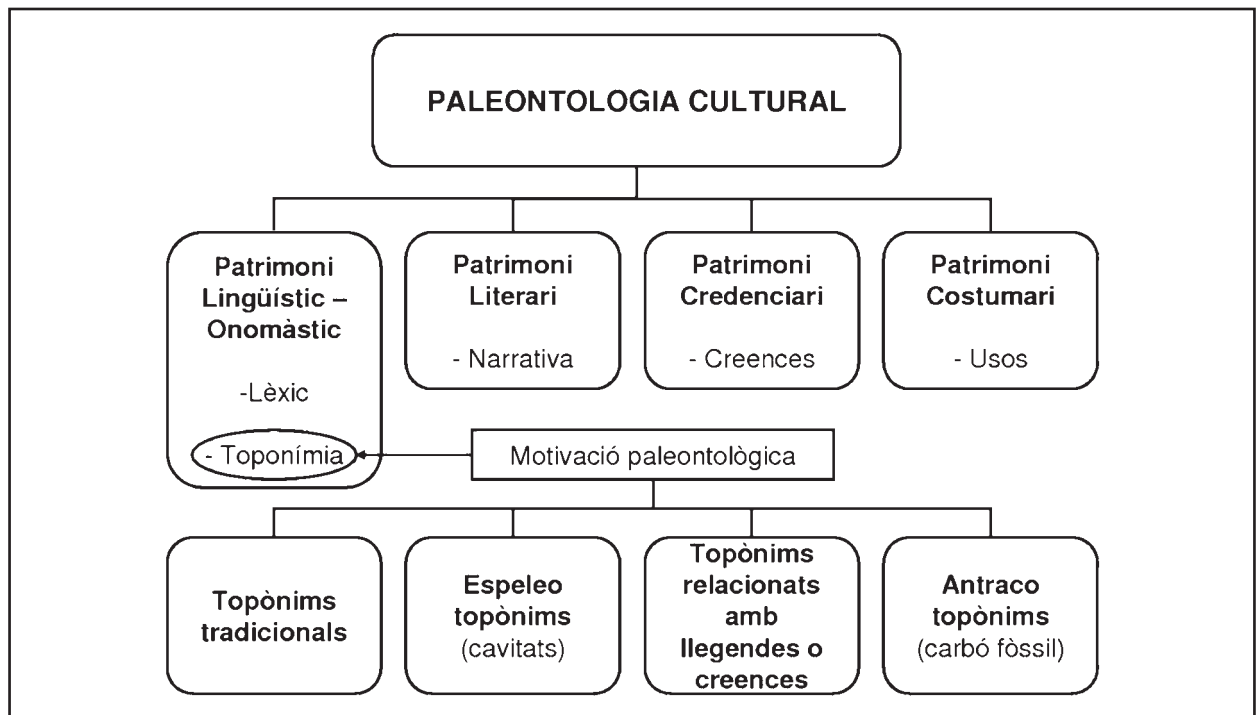 PALEONTOLOGIA CULTURAL
Patrimoni
Lingüístic –
Onomàstic
-Lèxic
- Toponímia
Patrimoni
Literari
- Narrativa
Patrimoni
Credenciari
- Creences
Patrimoni
Costumari
- Usos
Motivació paleontològica
Topònims
tradicionals
Espeleo
topònims
(cavitats)
Topònims
relacionats
amb
llegendes o
creences
Antraco
topònims
(carbó fòssil)